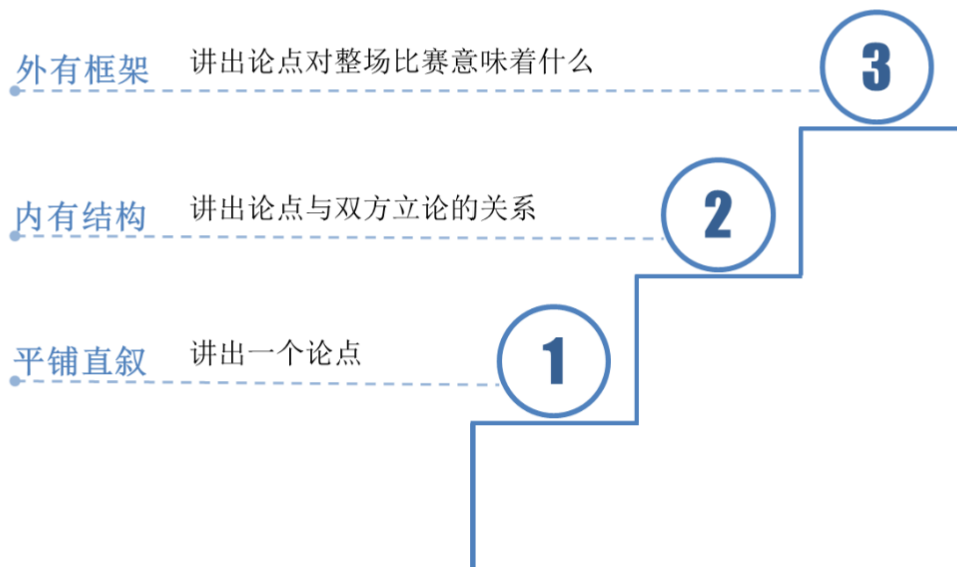 外有框架 讲出论点对整场比赛意味着什么 3
内有结构 讲出论点与双方立论的关系 2
平铺直叙 讲出一个论点 1